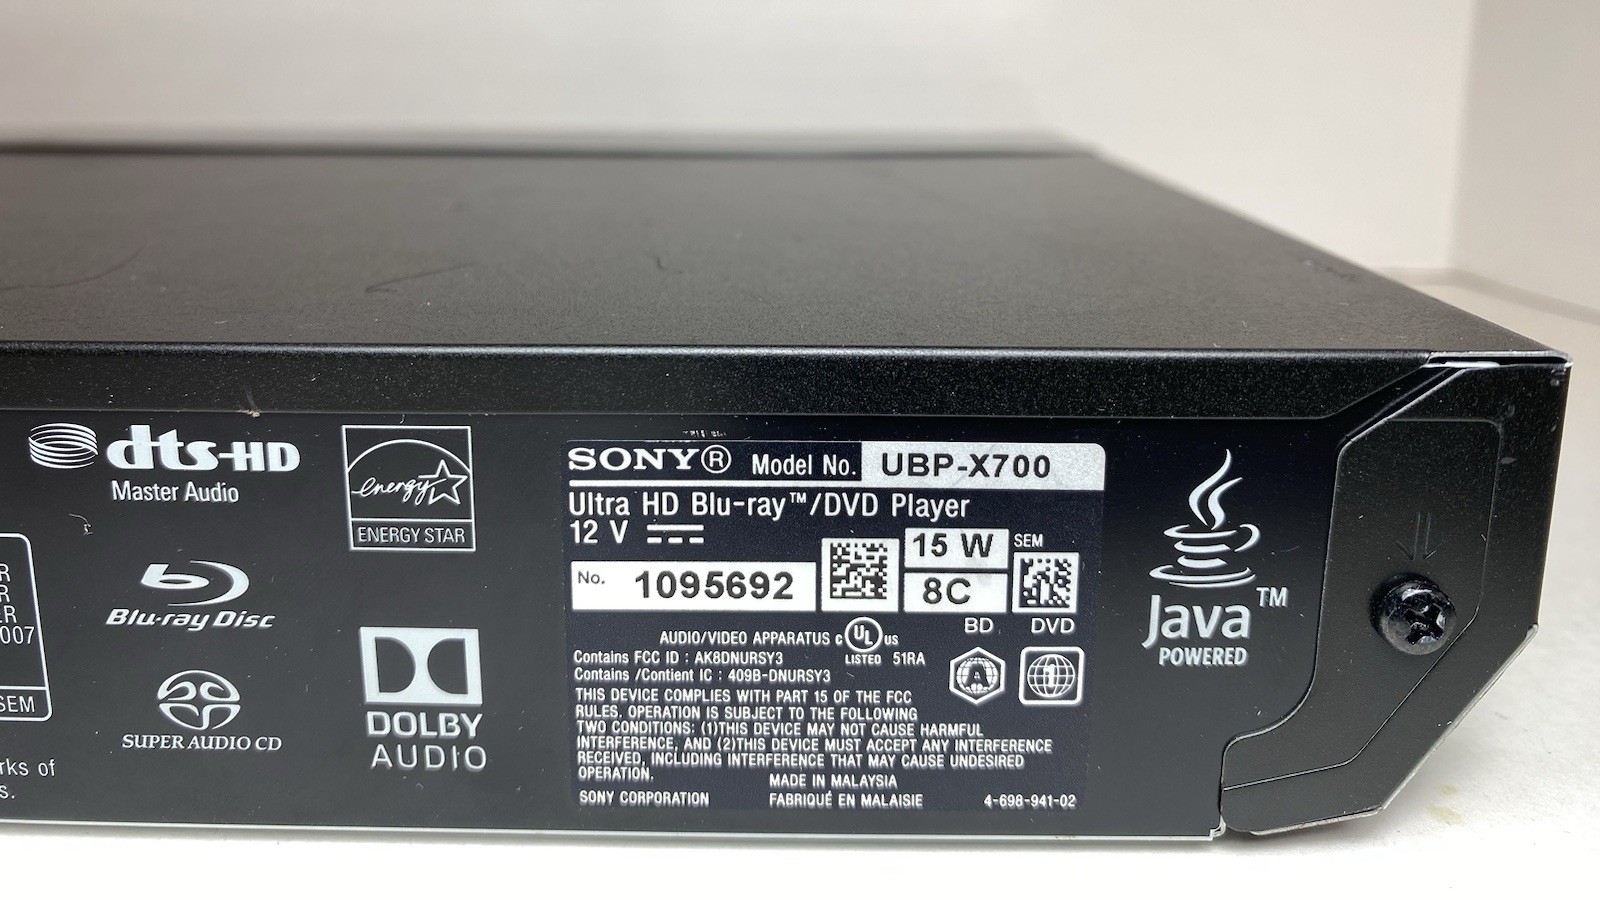 dts-HD
Master Audio
energy
ENERGY STAR
Blu-ray Disc
SUPER AUDIO CD
DOLBY
AUDIO
R
R
ER
007
SEM
rks of
s.
SONY® Model No. UBP-X700
Ultra HD Blu-ray™/DVD Player
12 V
15 W
SEM
No. 1095692
8C
BD DVD
AUDIO/VIDEO APPARATUS c UL us
LISTED 51RA
A
1
Contains FCC ID : AK8DNURSY3
Contains /Contient IC : 409B-DNURSY3
THIS DEVICE COMPLIES WITH PART 15 OF THE FCC
RULES. OPERATION IS SUBJECT TO THE FOLLOWING
TWO CONDITIONS: (1)THIS DEVICE MAY NOT CAUSE HARMFUL
INTERFERENCE, AND (2)THIS DEVICE MUST ACCEPT ANY INTERFERENCE
RECEIVED, INCLUDING INTERFERENCE THAT MAY CAUSE UNDESIRED
OPERATION.
MADE IN MALAYSIA
SONY CORPORATION FABRIQUÉ EN MALAISIE 4-698-941-02
Java™
POWERED